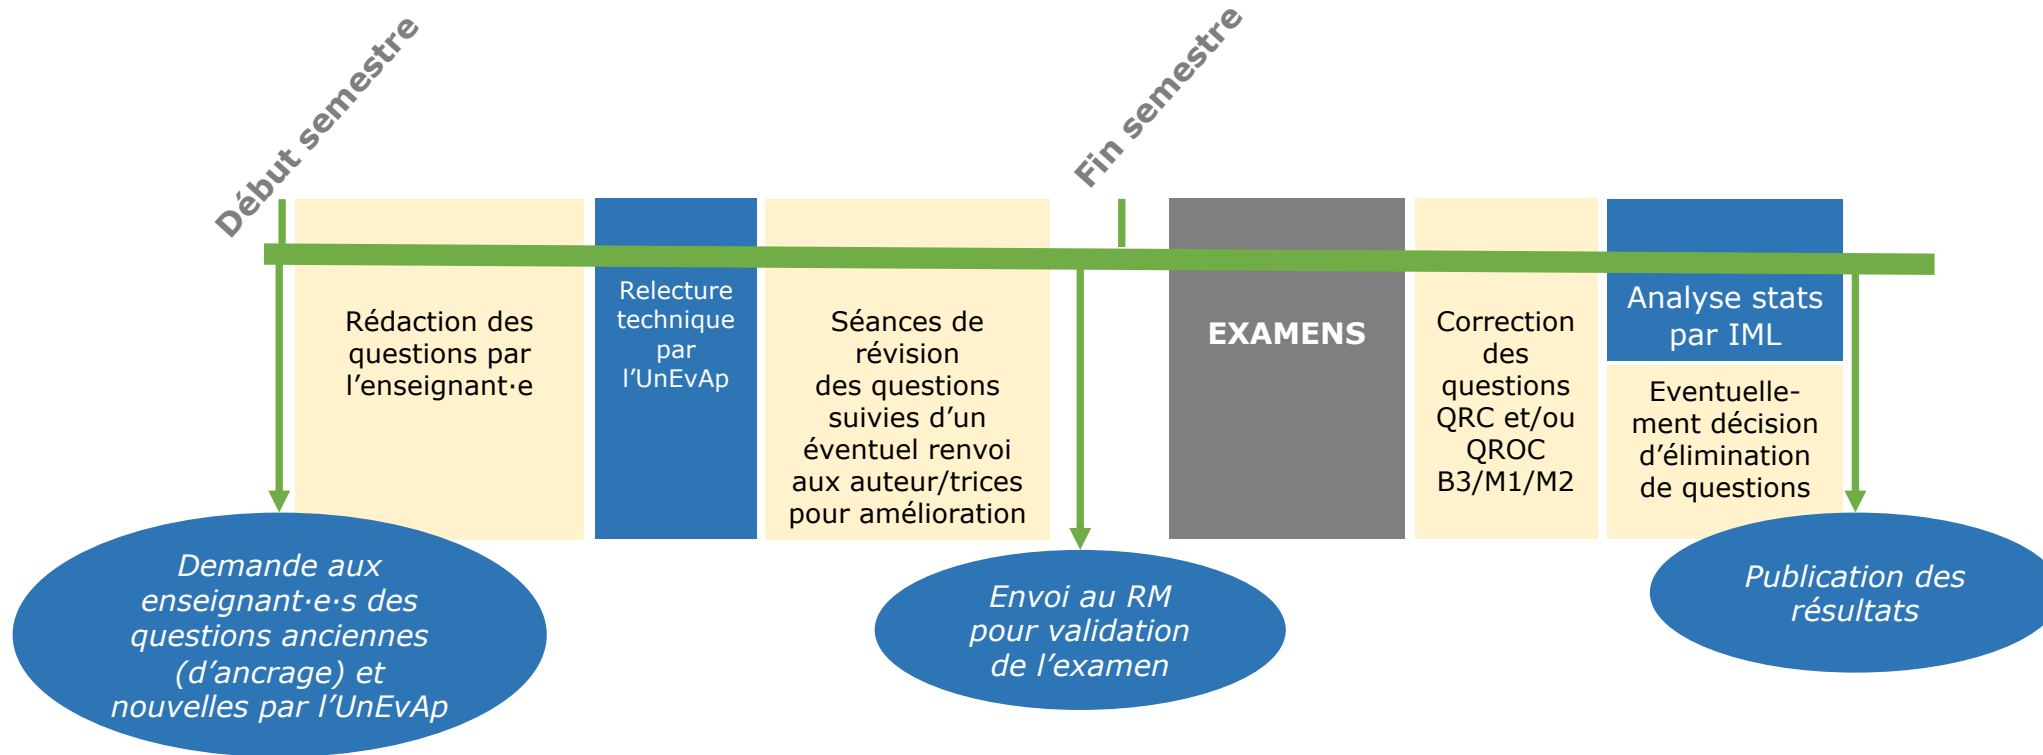 Début semestre
Fin semestre
Rédaction des
questions par
l’enseignant·e
Relecture
technique
par
l’UnEvAp
Séances de
révision
des questions
suivies d’un
éventuel renvoi
aux auteur/trices
pour amélioration
EXAMENS
Correction
des
questions
QRC et/ou
QROC
B3/M1/M2
Analyse stats
par IML
Eventuelle-
ment décision
d’élimination
de questions
Demande aux
enseignant·e·s des
questions anciennes
(d’ancrage) et
nouvelles par l’UnEvAp
Envoi au RM
pour validation
de l’examen
Publication des
résultats